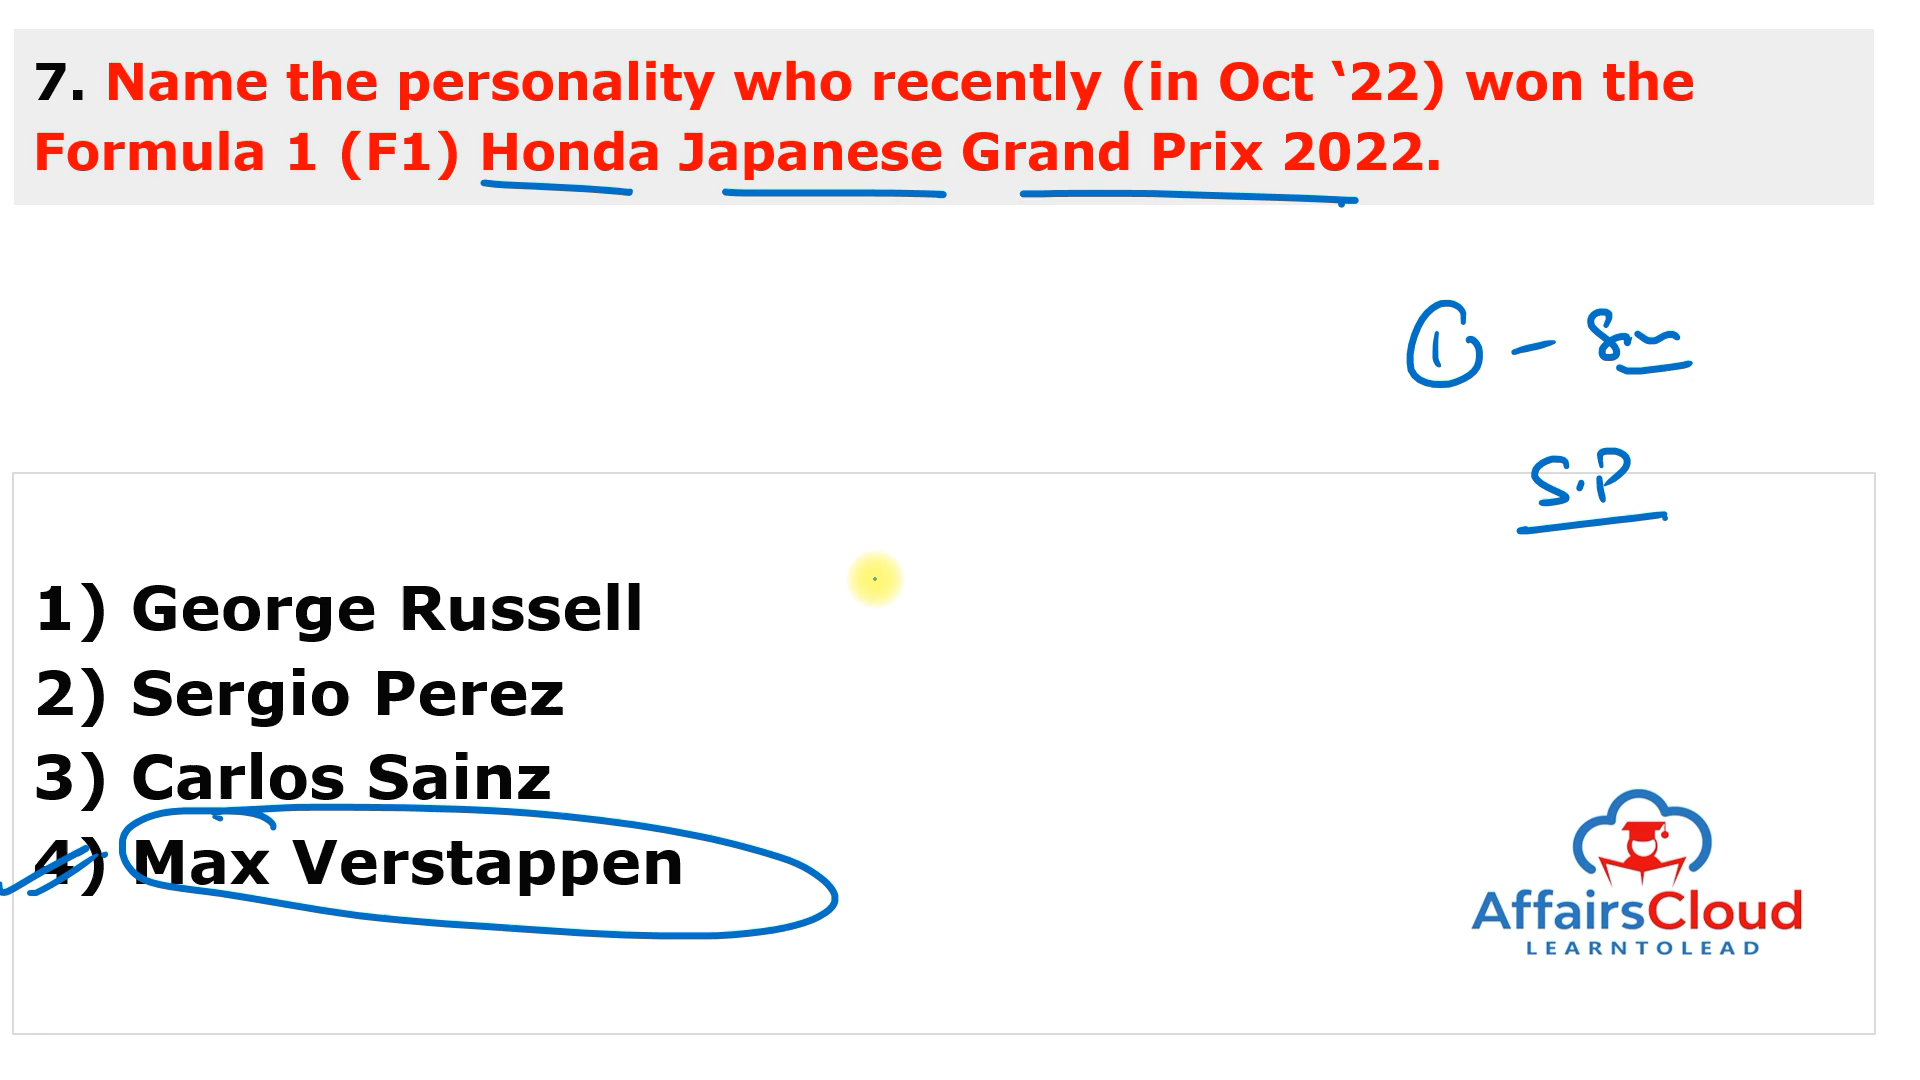 7. Name the personality who recently (in Oct ‘22) won the
Formula 1 (F1) Honda Japanese Grand Prix 2022.
1 -
S.P
1) George Russell
2) Sergio Perez
3) Carlos Sainz
4) Max Verstappen
AffairsCloud
LEARNTOLEAD